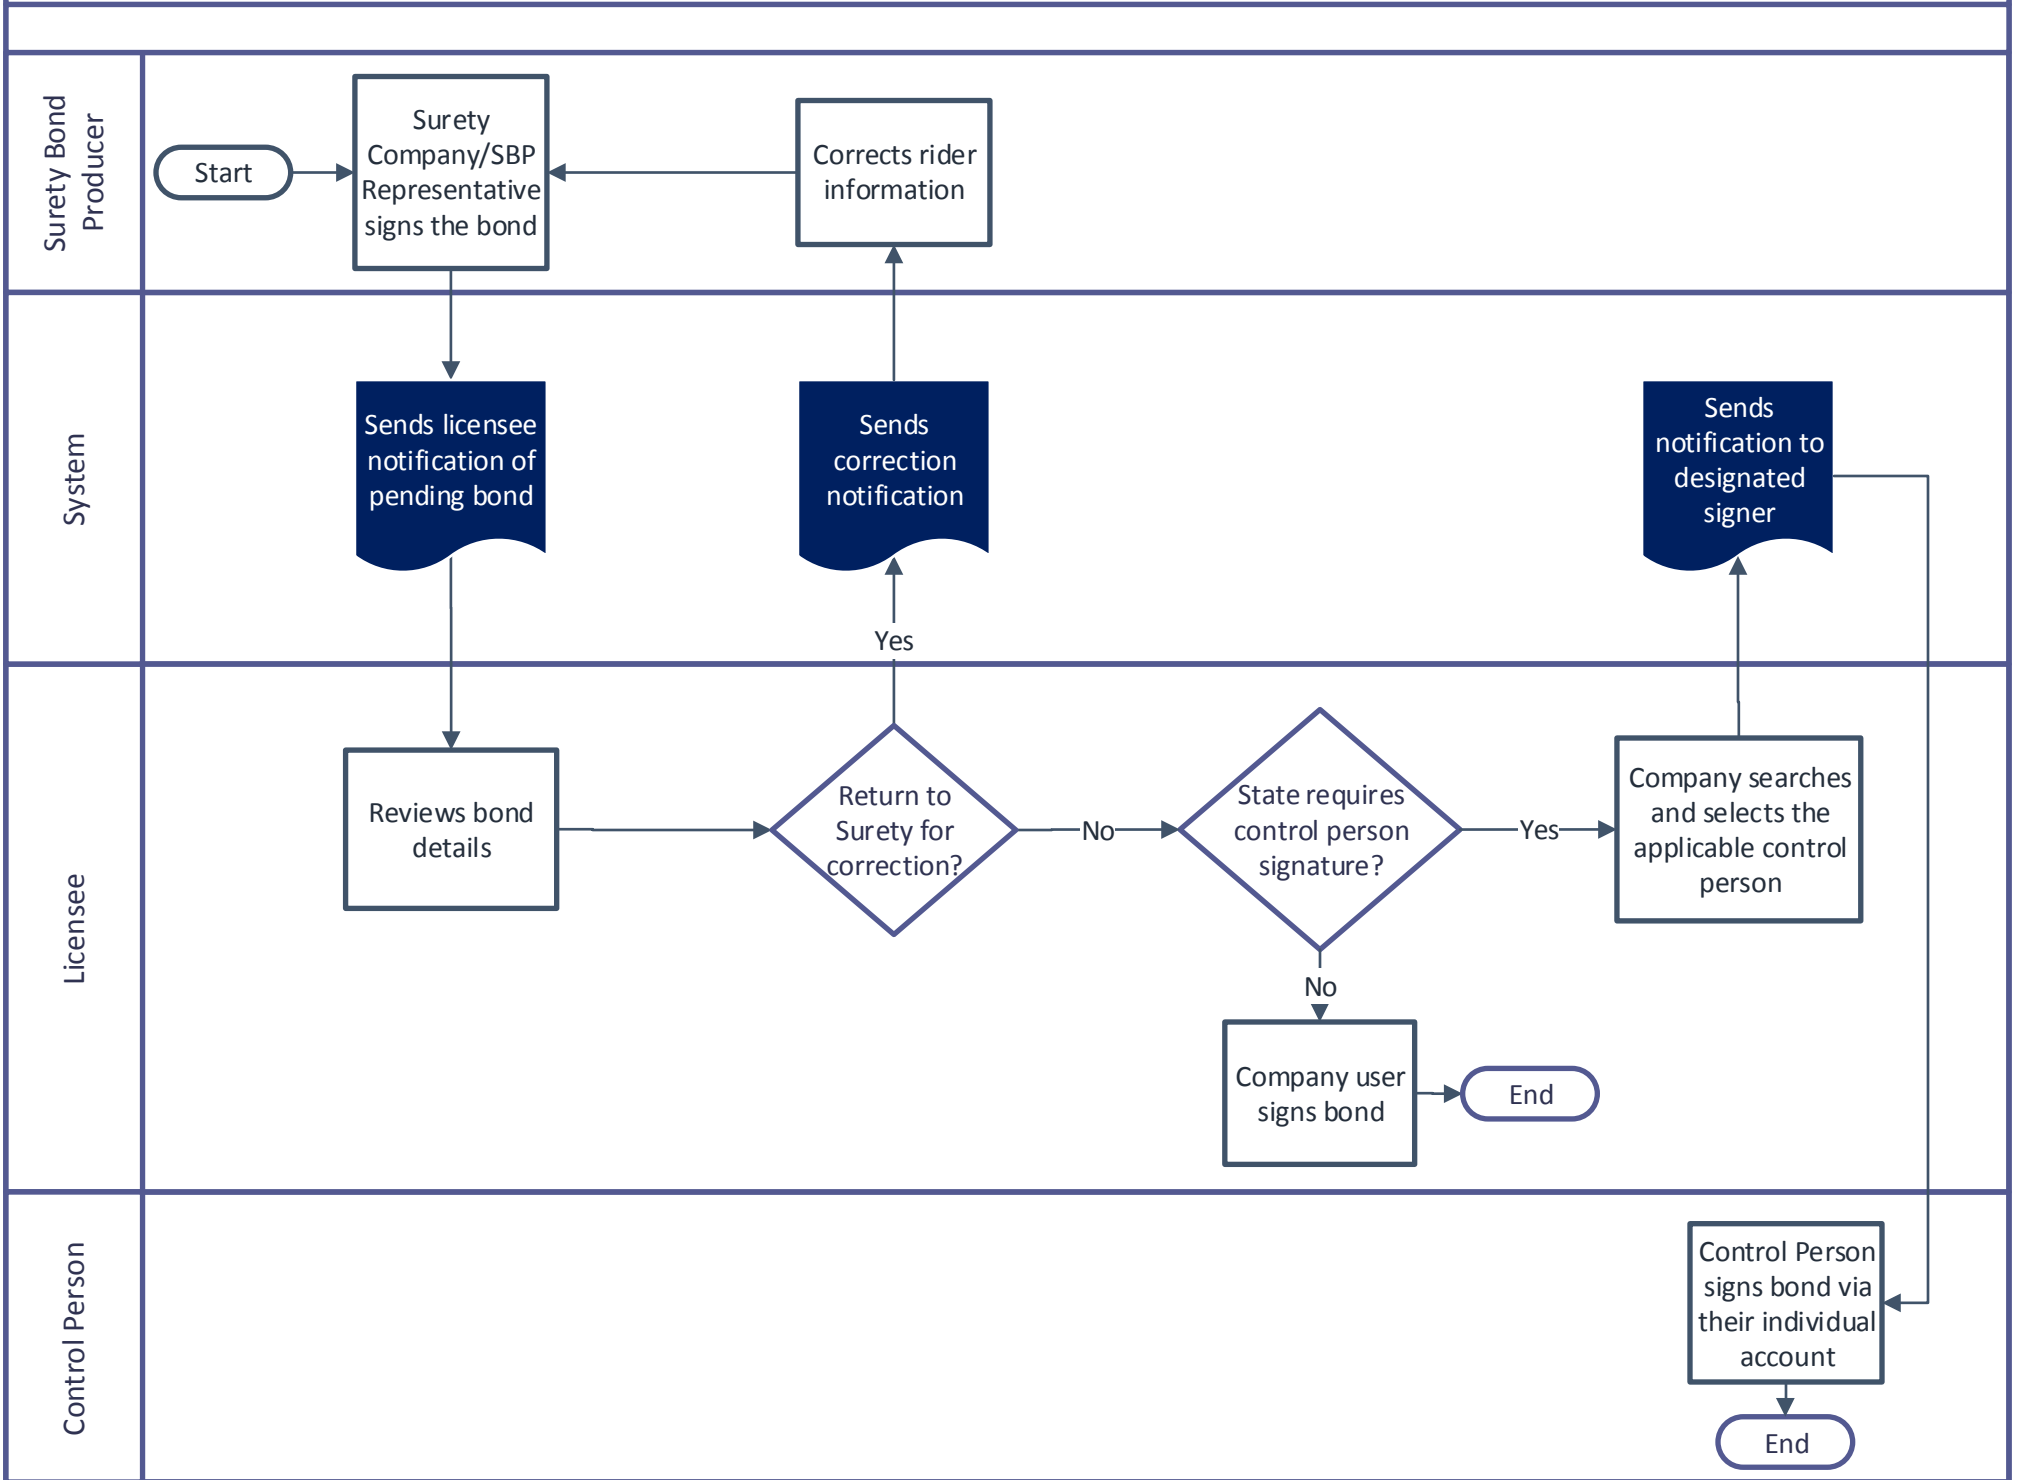 Surety Bond
Producer
Start
Surety
Company/SBP
Representative
signs the bond
Corrects rider
information
System
Sends licensee
notification of
pending bond
Sends
correction
notification
Sends
notification to
designated
signer
Yes
Licensee
Reviews bond
details
Return to
Surety for
correction?
No
State requires
control person
signature?
Yes
Company searches
and selects the
applicable control
person
No
Company user
signs bond
End
Control Person
Control Person
signs bond via
their individual
account
End